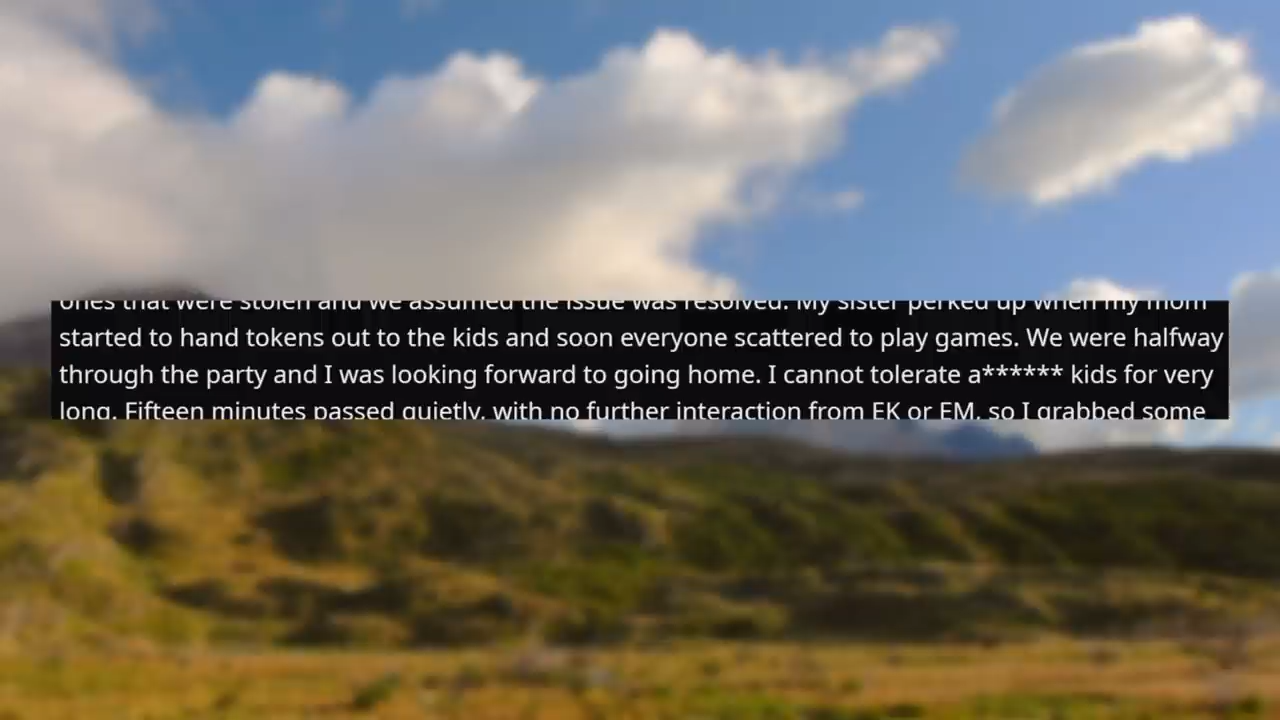 ones that were stolen and we assumed the issue was resolved. My sister perked up when my mom
started to hand tokens out to the kids and soon everyone scattered to play games. We were halfway
through the party and I was looking forward to going home. I cannot tolerate a****** kids for very
long. Fifteen minutes passed quietly, with no further interaction from EK or EM, so I grabbed some